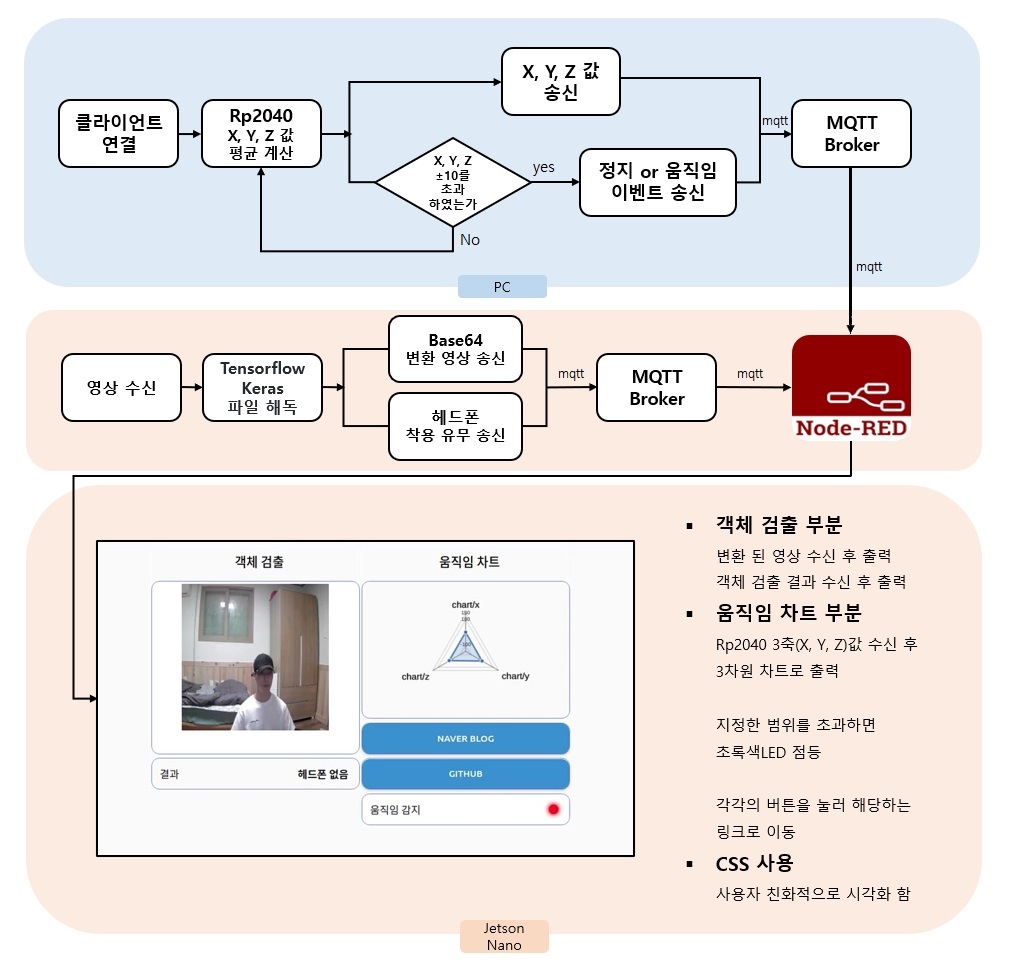 클라이언트
연결
Rp2040
X, Y, Z 값
평균 계산
X, Y, Z 값
송신
X, Y, Z
±10를
초과
하였는가
yes
No
정지 or 움직임
이벤트 송신
mqtt
MQTT
Broker
mqtt
PC
영상 수신
Tensorflow
Keras
파일 해독
Base64
변환 영상 송신
헤드폰
착용 유무 송신
mqtt
MQTT
Broker
mqtt
Node-RED
객체 검출
움직임 차트
chart/x
150
100
-100
chart/z
chart/y
NAVER BLOG
GITHUB
결과
헤드폰 없음
움직임 감지
▪ 객체 검출 부분
변환 된 영상 수신 후 출력
객체 검출 결과 수신 후 출력
▪ 움직임 차트 부분
Rp2040 3축(X, Y, Z)값 수신 후
3차원 차트로 출력
지정한 범위를 초과하면
초록색LED 점등
각각의 버튼을 눌러 해당하는
링크로 이동
▪ CSS 사용
사용자 친화적으로 시각화 함
Jetson
Nano